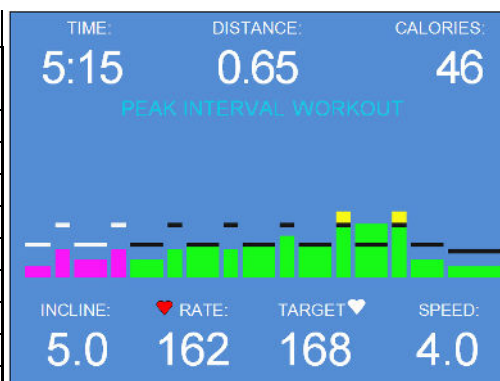 TIME: DISTANCE: CALORIES:
5:15 0.65 46
PEAK INTERVAL WORKOUT
INCLINE: RATE: TARGET SPEED:
5.0 162 168 4.0